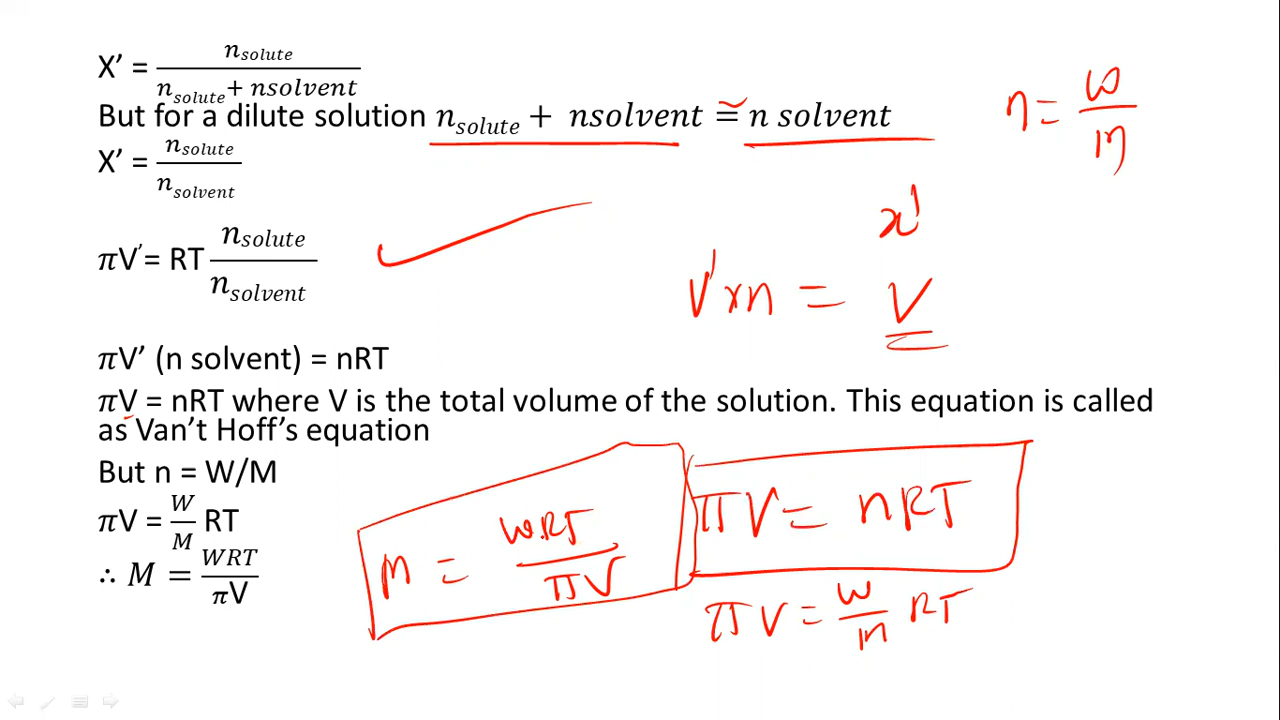 X’ = n_solute / n_solute + nsolvent
But for a dilute solution n_solute + nsolvent ≅ n solvent
n = w/m
X’ = n_solute / n_solvent
x'
πV′= RT n_solute / n_solvent
v' x n = V
πV’ (n solvent) = nRT
πV = nRT where V is the total volume of the solution. This equation is called
as Van’t Hoff’s equation
But n = W/M
πV = W/M RT
πV = nRT
∴ M = WRT/πV
m = w.RT/πV
πV = w/m RT